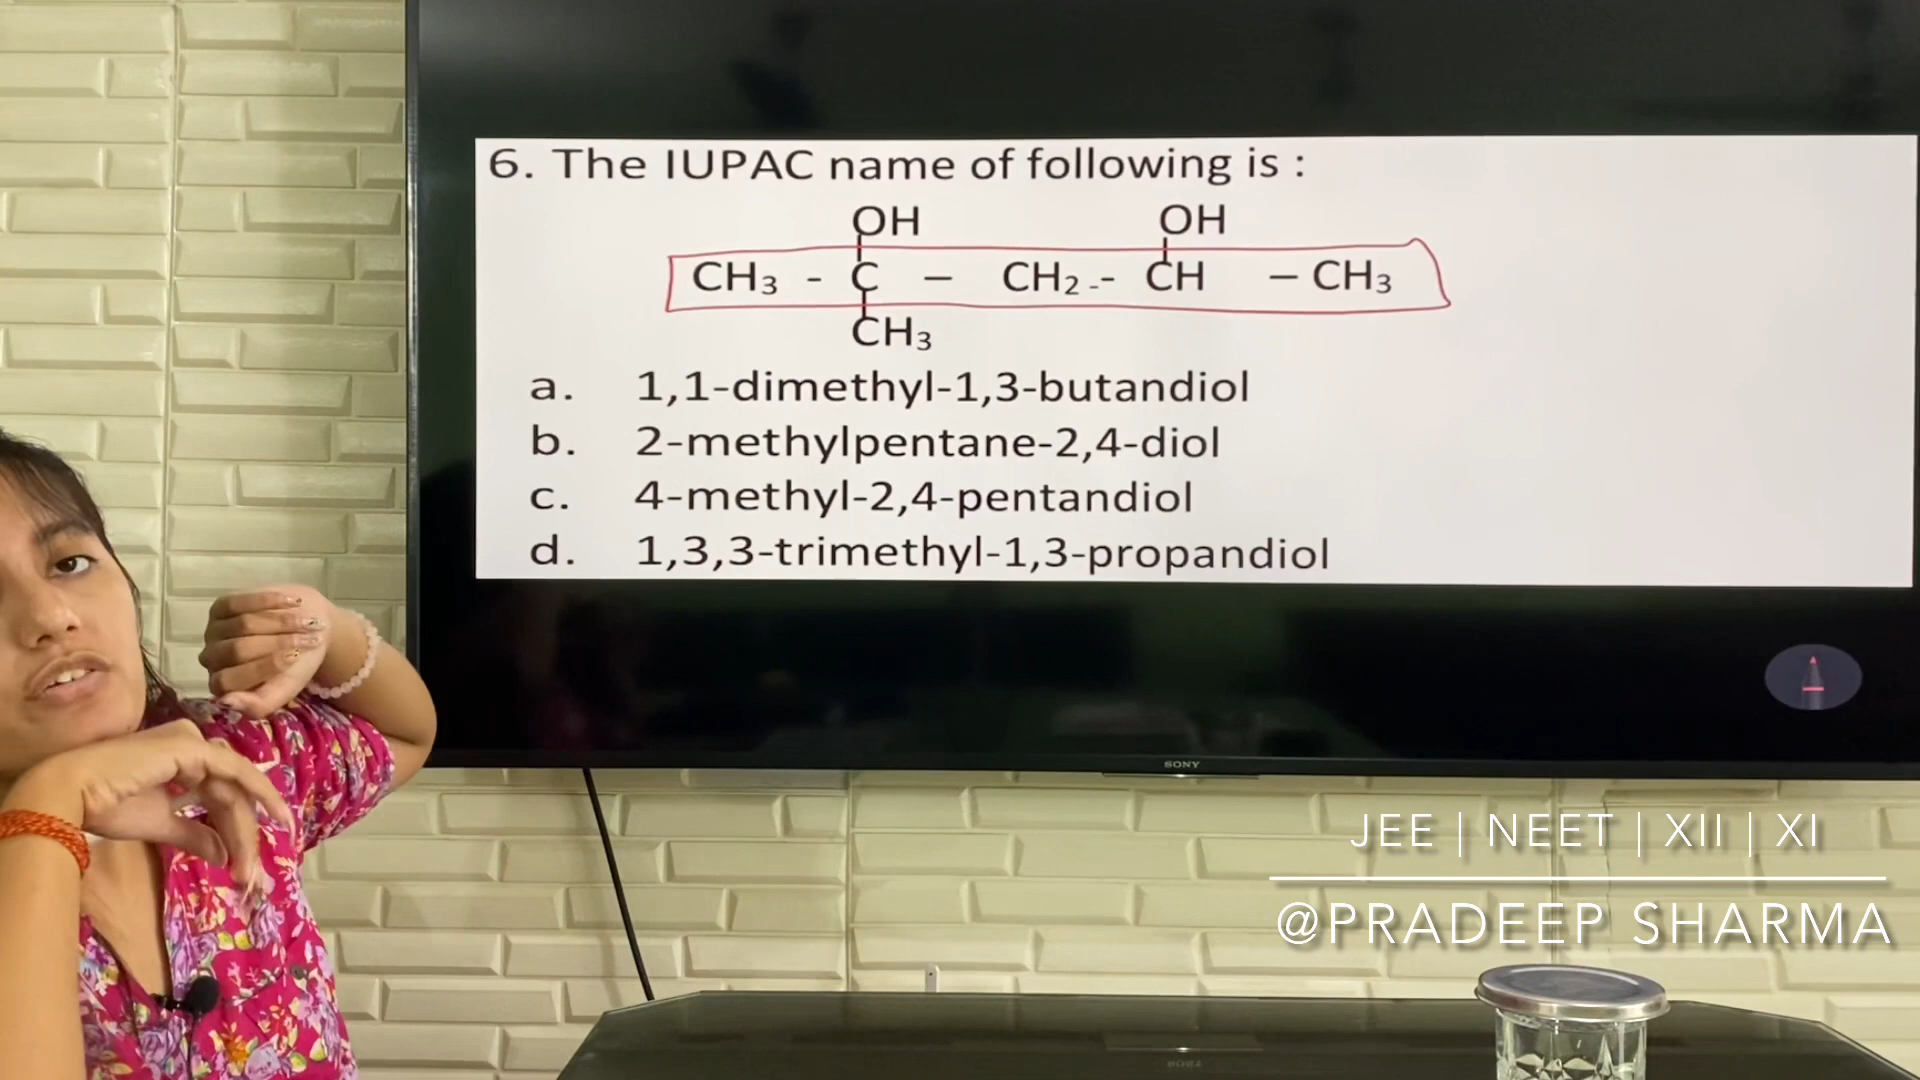 6. The IUPAC name of following is :
OH OH
CH₃ - C – CH₂ -- CH – CH₃
CH₃
a. 1,1-dimethyl-1,3-butandiol
b. 2-methylpentane-2,4-diol
c. 4-methyl-2,4-pentandiol
d. 1,3,3-trimethyl-1,3-propandiol
SONY
JEE | NEET | XII | XI
@PRADEEP SHARMA